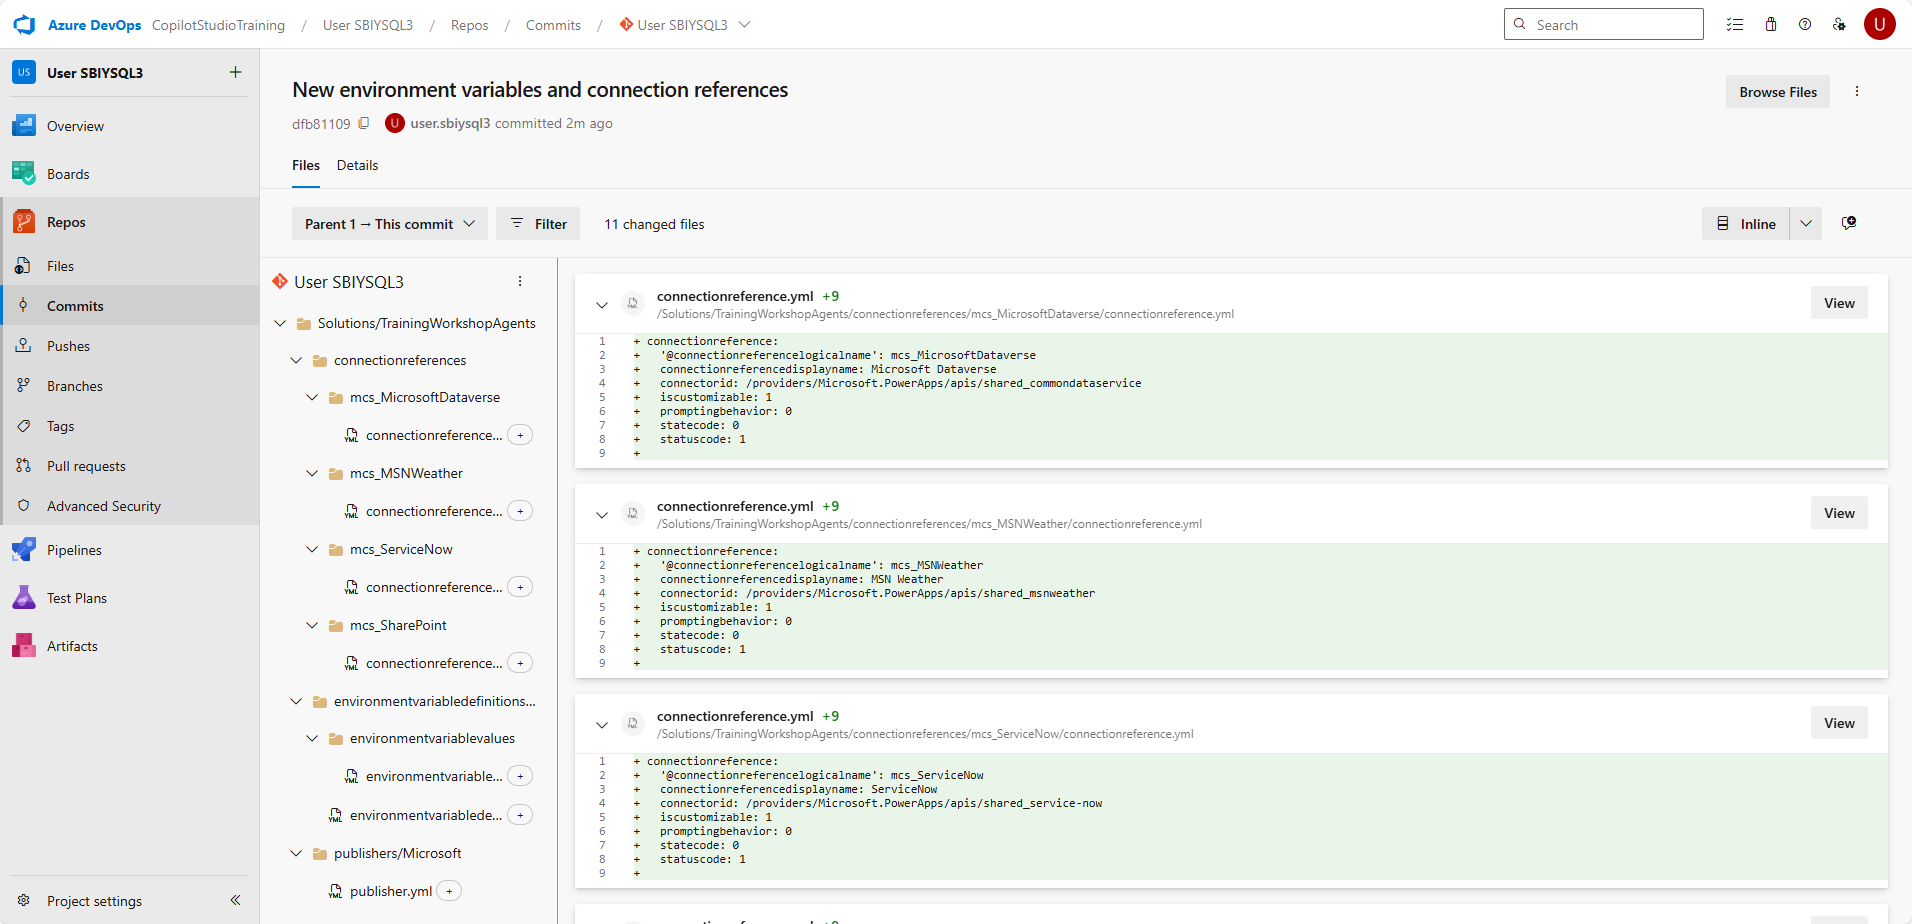 Azure DevOps CopilotStudioTraining / User SBIYSQL3 / Repos / Commits / User SBIYSQL3
Search
U
US User SBIYSQL3
Overview
Boards
Repos
Files
Commits
Pushes
Branches
Tags
Pull requests
Advanced Security
Pipelines
Test Plans
Artifacts
Project settings
New environment variables and connection references
Browse Files
dfb81109 U user.sbiysql3 committed 2m ago
Files Details
Parent 1 → This commit Filter 11 changed files
Inline
User SBIYSQL3
Solutions/TrainingWorkshopAgents
connectionreferences
mcs_MicrosoftDataverse
YML connectionreference... +
mcs_MSNWeather
YML connectionreference... +
mcs_ServiceNow
YML connectionreference... +
mcs_SharePoint
YML connectionreference... +
environmentvariabledefinitions...
environmentvariablevalues
YML environmentvariable... +
YML environmentvariablede... +
publishers/Microsoft
YML publisher.yml +
connectionreference.yml +9
/Solutions/TrainingWorkshopAgents/connectionreferences/mcs_MicrosoftDataverse/connectionreference.yml
View
1 + connectionreference:
2 + '@connectionreferencelogicalname': mcs_MicrosoftDataverse
3 + connectionreferencedisplayname: Microsoft Dataverse
4 + connectorid: /providers/Microsoft.PowerApps/apis/shared_commondataservice
5 + iscustomizable: 1
6 + promptingbehavior: 0
7 + statecode: 0
8 + statuscode: 1
9 +
connectionreference.yml +9
/Solutions/TrainingWorkshopAgents/connectionreferences/mcs_MSNWeather/connectionreference.yml
View
1 + connectionreference:
2 + '@connectionreferencelogicalname': mcs_MSNWeather
3 + connectionreferencedisplayname: MSN Weather
4 + connectorid: /providers/Microsoft.PowerApps/apis/shared_msnweather
5 + iscustomizable: 1
6 + promptingbehavior: 0
7 + statecode: 0
8 + statuscode: 1
9 +
connectionreference.yml +9
/Solutions/TrainingWorkshopAgents/connectionreferences/mcs_ServiceNow/connectionreference.yml
View
1 + connectionreference:
2 + '@connectionreferencelogicalname': mcs_ServiceNow
3 + connectionreferencedisplayname: ServiceNow
4 + connectorid: /providers/Microsoft.PowerApps/apis/shared_service-now
5 + iscustomizable: 1
6 + promptingbehavior: 0
7 + statecode: 0
8 + statuscode: 1
9 +